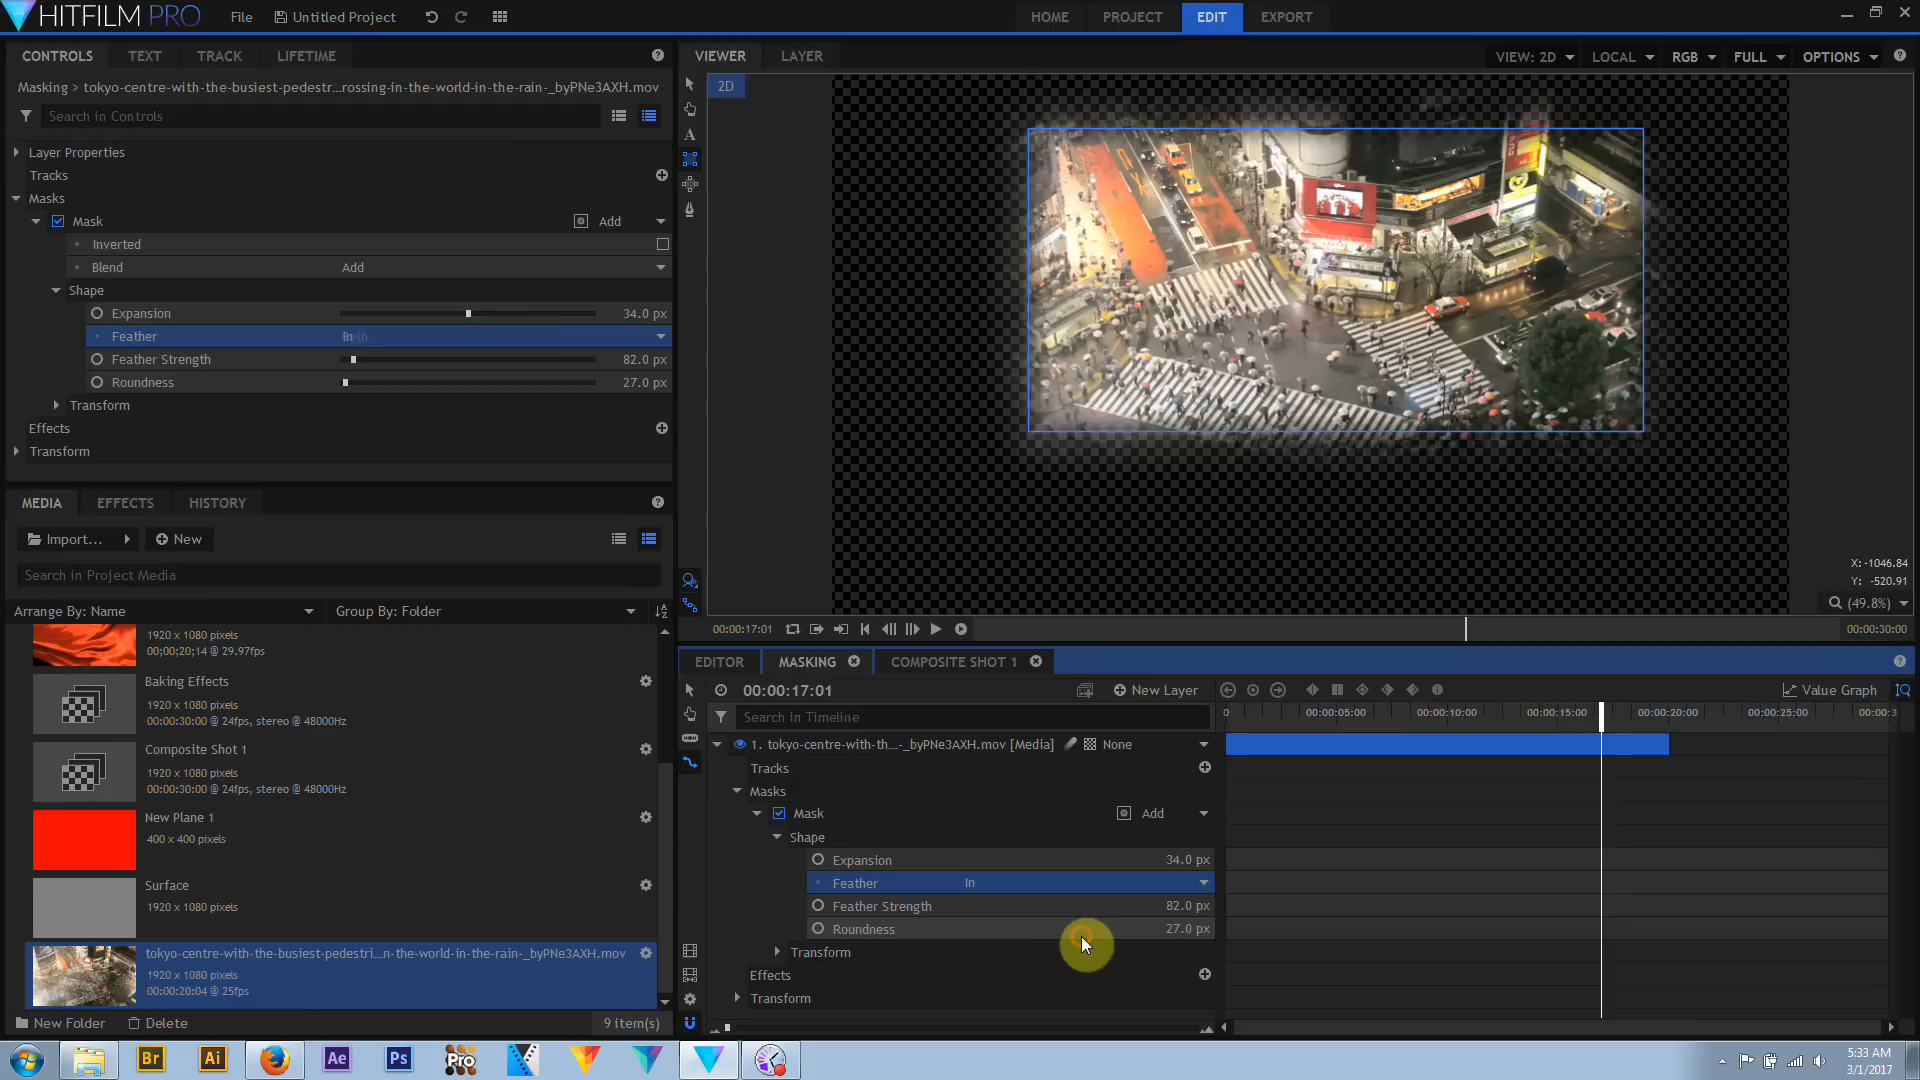 HITFILM PRO
File
Untitled Project
HOME
PROJECT
EDIT
EXPORT
CONTROLS
TEXT
TRACK
LIFETIME
Masking > tokyo-centre-with-the-busiest-pedestr...rossing-in-the-world-in-the-rain-_byPNe3AXH.mov
Search in Controls
Layer Properties
Tracks
Masks
Mask
Add
Inverted
Blend
Add
Shape
Expansion
34.0 px
Feather
In
Feather Strength
82.0 px
Roundness
27.0 px
Transform
Effects
Transform
VIEWER
LAYER
VIEW: 2D
LOCAL
RGB
FULL
OPTIONS
2D
A
X: -1046.84
Y: -520.91
(49.8%)
00:00:17:01
00:00:30:00
MEDIA
EFFECTS
HISTORY
Import...
New
Search in Project Media
Arrange By: Name
Group By: Folder
1920 x 1080 pixels
00;00;20;14 @ 29.97fps
Baking Effects
1920 x 1080 pixels
00:00:30:00 @ 24fps, stereo @ 48000Hz
Composite Shot 1
1920 x 1080 pixels
00:00:30:00 @ 24fps, stereo @ 48000Hz
New Plane 1
400 x 400 pixels
Surface
1920 x 1080 pixels
tokyo-centre-with-the-busiest-pedestri...n-the-world-in-the-rain-_byPNe3AXH.mov
1920 x 1080 pixels
00:00:20:04 @ 25fps
New Folder
Delete
9 item(s)
EDITOR
MASKING
COMPOSITE SHOT 1
00:00:17:01
New Layer
Value Graph
Search in Timeline
0
00:00:05:00
00:00:10:00
00:00:15:00
00:00:20:00
00:00:25:00
00:00:3
1. tokyo-centre-with-th...-_byPNe3AXH.mov [Media]
None
Tracks
Masks
Mask
Add
Shape
Expansion
34.0 px
Feather
In
Feather Strength
82.0 px
Roundness
27.0 px
Transform
Effects
Transform
Br
Ai
Ae
Ps
Pro
5:33 AM
3/1/2017